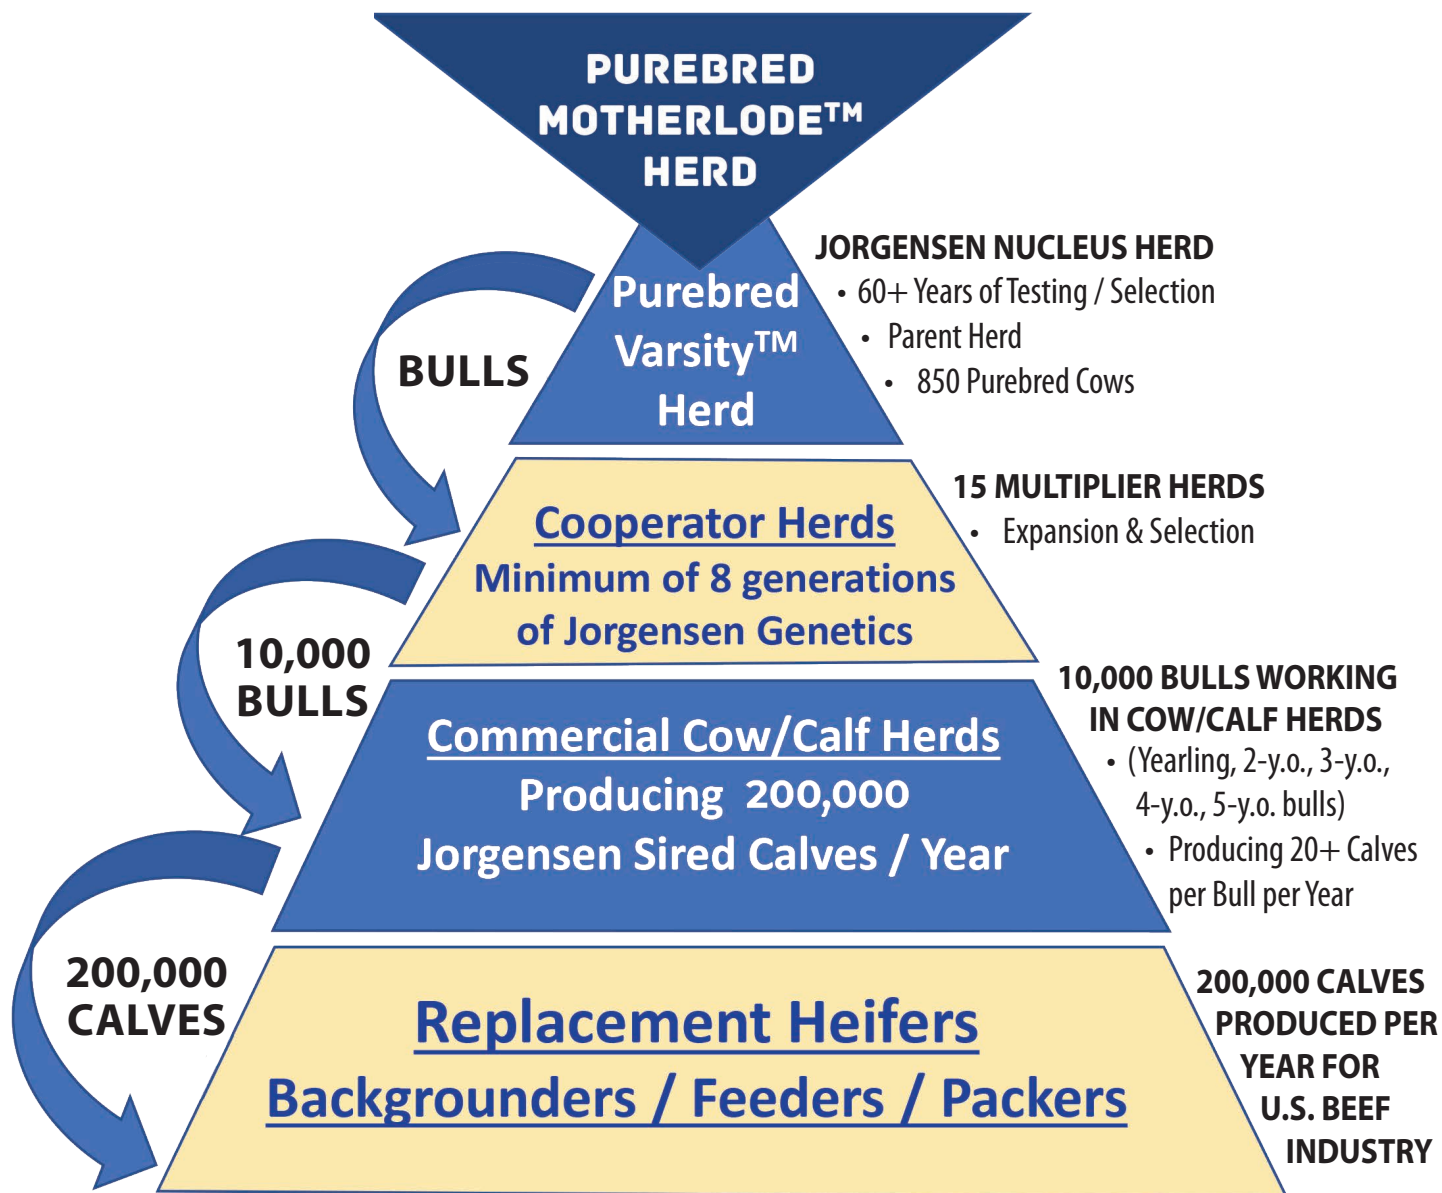 PUREBRED
MOTHERLODE™
HERD
Purebred
Varsity™
Herd
JORGENSEN NUCLEUS HERD
• 60+ Years of Testing / Selection
• Parent Herd
• 850 Purebred Cows
BULLS
Cooperator Herds
Minimum of 8 generations
of Jorgensen Genetics
15 MULTIPLIER HERDS
• Expansion & Selection
10,000
BULLS
Commercial Cow/Calf Herds
Producing 200,000
Jorgensen Sired Calves / Year
10,000 BULLS WORKING
IN COW/CALF HERDS
• (Yearling, 2-y.o., 3-y.o.,
4-y.o., 5-y.o. bulls)
• Producing 20+ Calves
per Bull per Year
200,000
CALVES
Replacement Heifers
Backgrounders / Feeders / Packers
200,000 CALVES
PRODUCED PER
YEAR FOR
U.S. BEEF
INDUSTRY